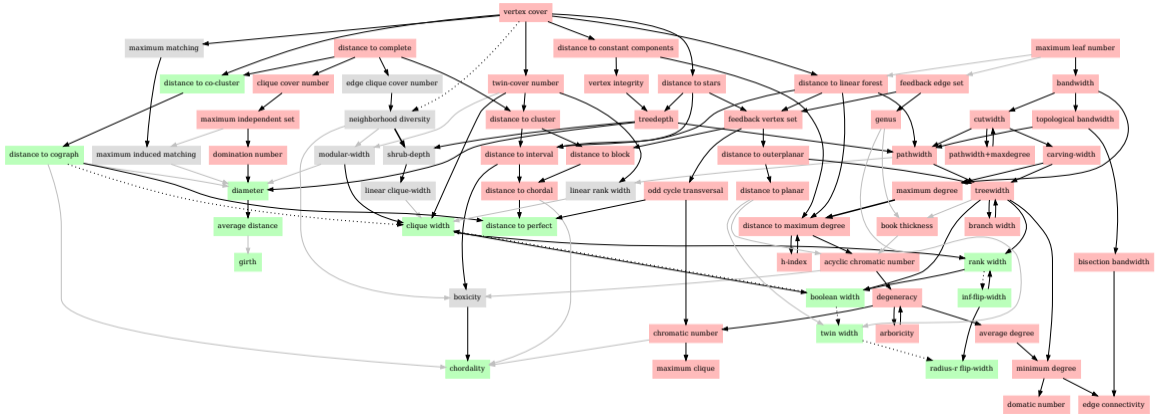 vertex cover
maximum matching
distance to complete
distance to constant components
maximum leaf number
distance to co-cluster
clique cover number
edge clique cover number
twin-cover number
vertex integrity
distance to stars
distance to linear forest
feedback edge set
bandwidth
maximum independent set
neighborhood diversity
distance to cluster
treedepth
feedback vertex set
genus
cutwidth
topological bandwidth
distance to cograph
maximum induced matching
domination number
modular-width
shrub-depth
distance to interval
distance to block
distance to outerplanar
pathwidth
pathwidth+maxdegree
carving-width
diameter
linear clique-width
distance to chordal
linear rank width
odd cycle transversal
distance to planar
maximum degree
treewidth
average distance
clique width
distance to perfect
distance to maximum degree
book thickness
branch width
girth
h-index
acyclic chromatic number
rank width
bisection bandwidth
boxicity
boolean width
degeneracy
inf-flip-width
chromatic number
twin width
arboricity
average degree
chordality
maximum clique
radius-r flip-width
minimum degree
domatic number
edge connectivity